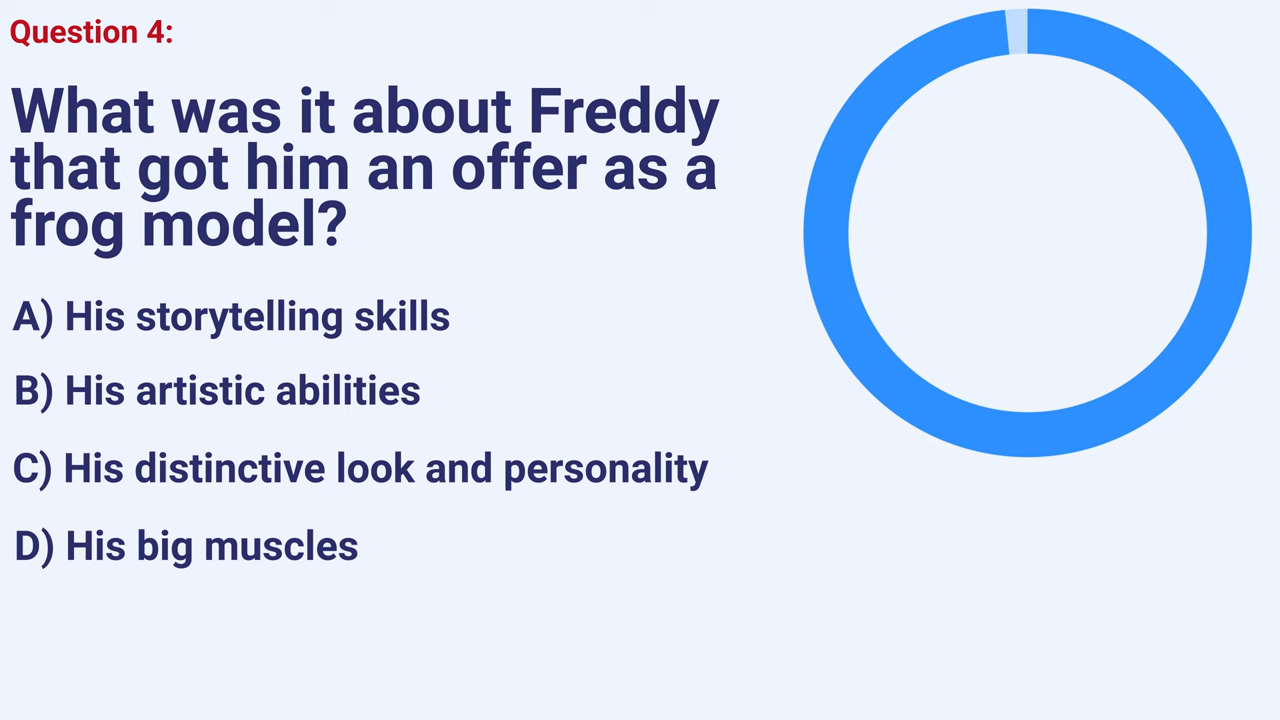 Question 4:
What was it about Freddy
that got him an offer as a
frog model?
A) His storytelling skills
B) His artistic abilities
C) His distinctive look and personality
D) His big muscles